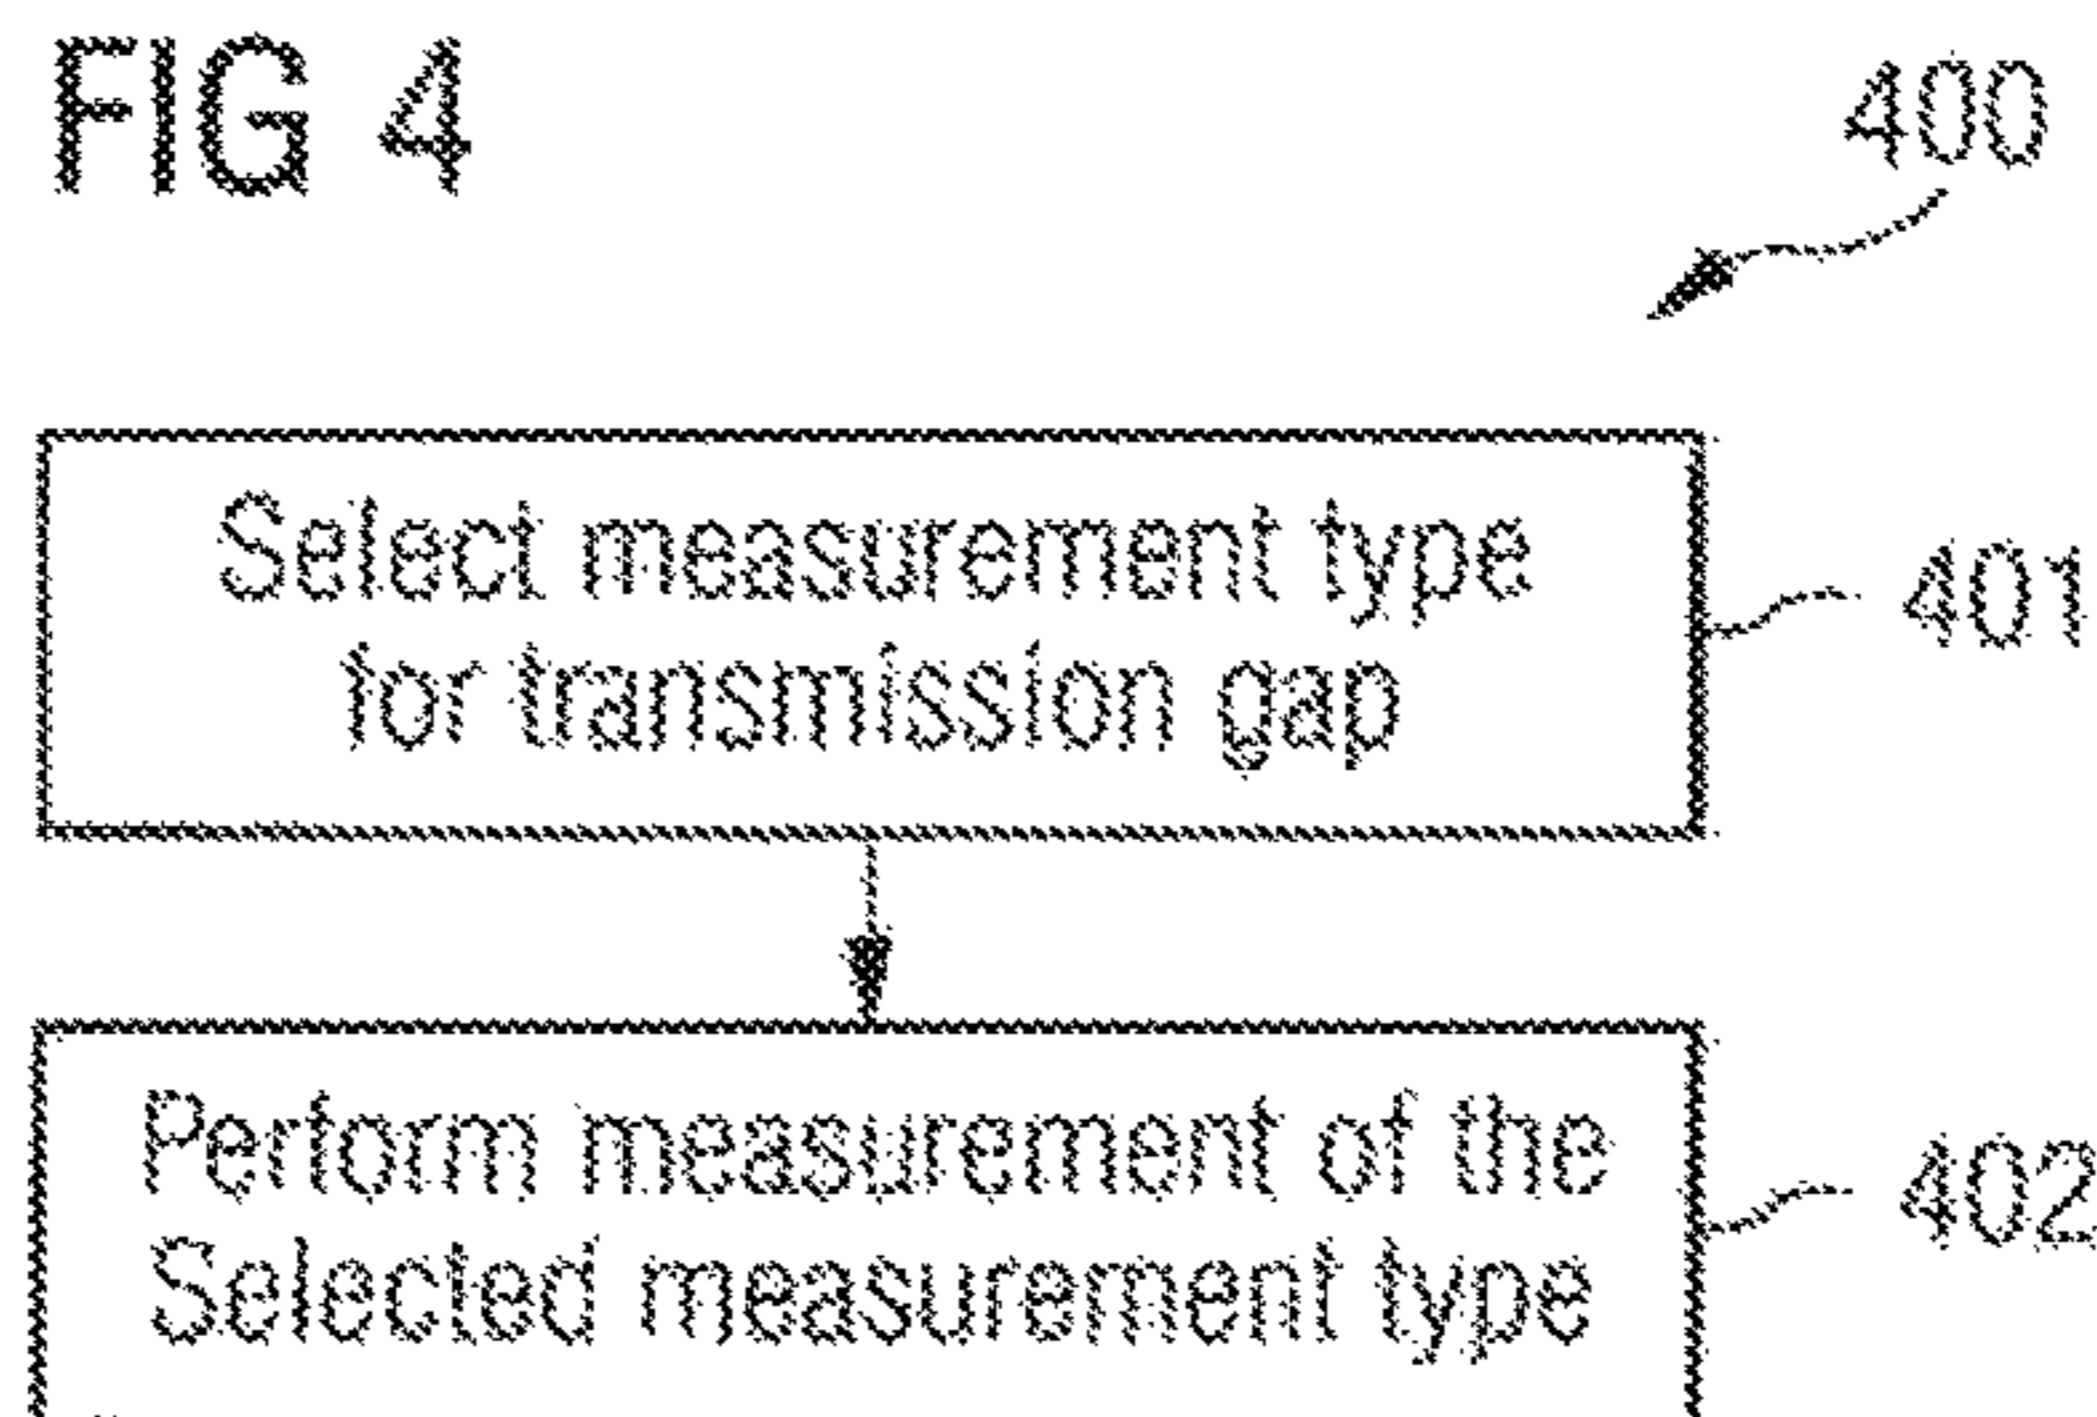 FIG 4
400
Select measurement type
for transmission gap
401
Perform measurement of the
Selected measurement type
402